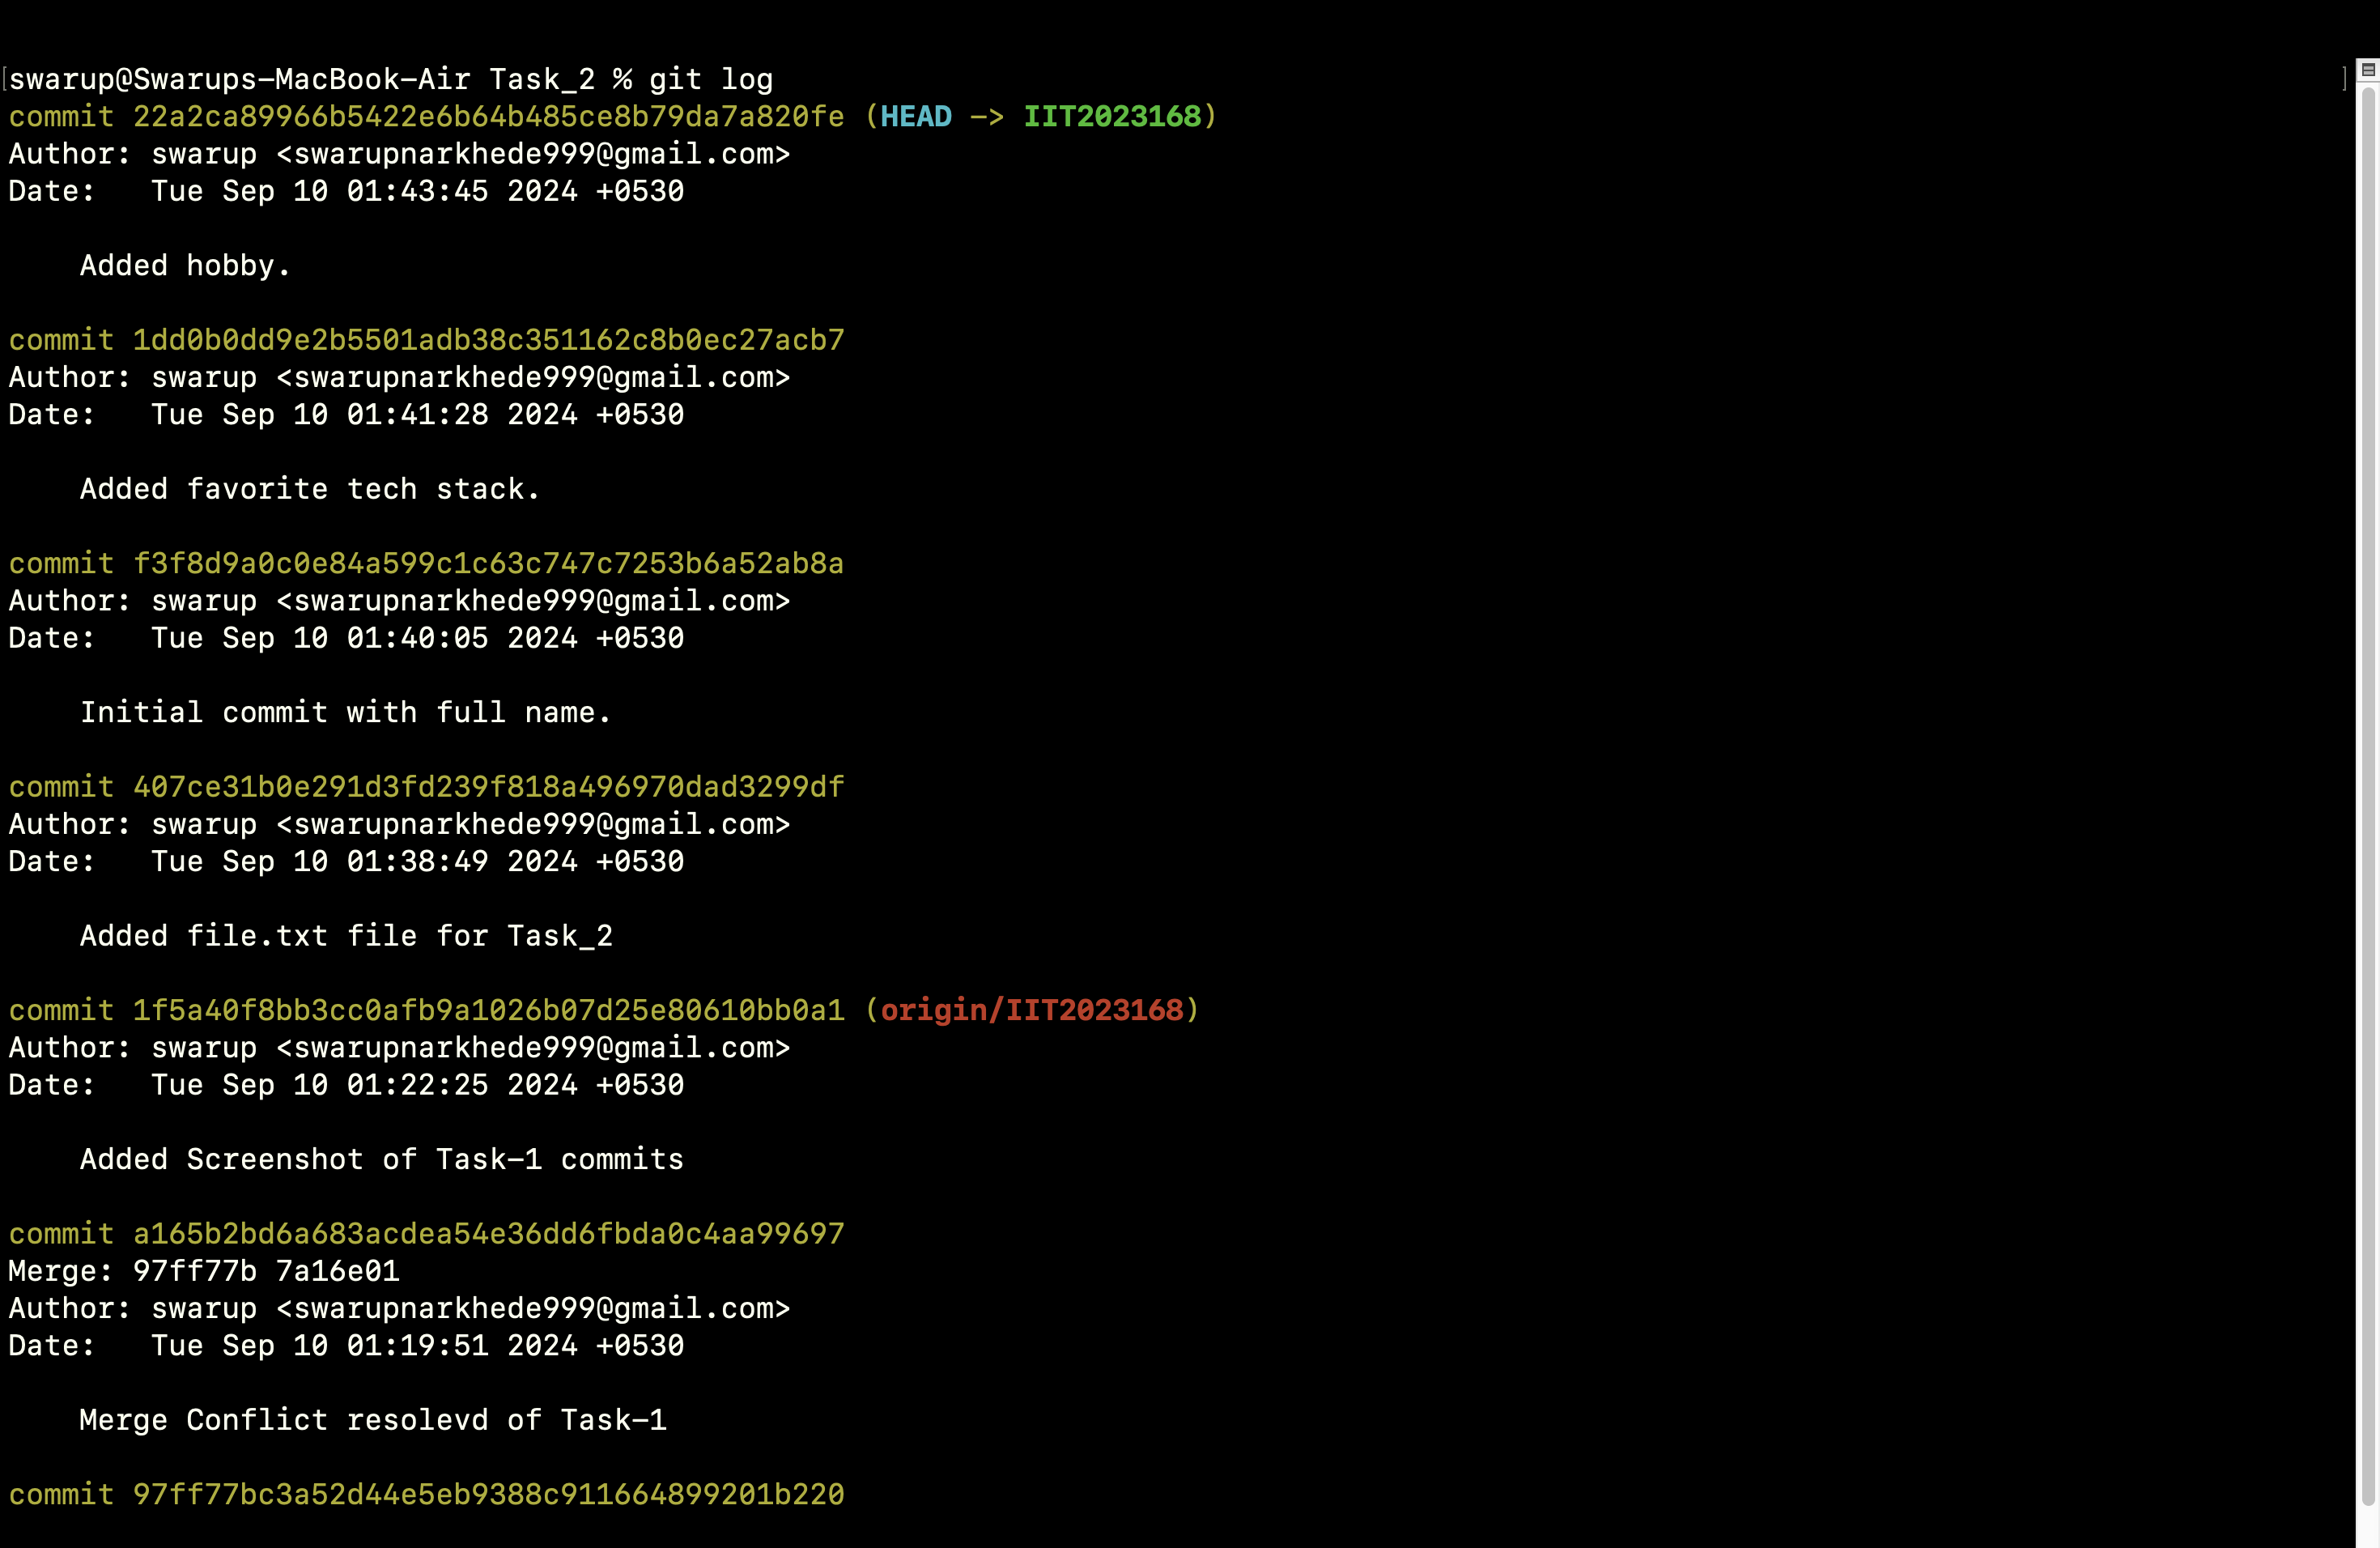 swarup@Swarups-MacBook-Air Task_2 % git log
commit 22a2ca89966b5422e6b64b485ce8b79da7a820fe (HEAD -> IIT2023168)
Author: swarup <swarupnarkhede999@gmail.com>
Date:   Tue Sep 10 01:43:45 2024 +0530

    Added hobby.

commit 1dd0b0dd9e2b5501adb38c351162c8b0ec27acb7
Author: swarup <swarupnarkhede999@gmail.com>
Date:   Tue Sep 10 01:41:28 2024 +0530

    Added favorite tech stack.

commit f3f8d9a0c0e84a599c1c63c747c7253b6a52ab8a
Author: swarup <swarupnarkhede999@gmail.com>
Date:   Tue Sep 10 01:40:05 2024 +0530

    Initial commit with full name.

commit 407ce31b0e291d3fd239f818a496970dad3299df
Author: swarup <swarupnarkhede999@gmail.com>
Date:   Tue Sep 10 01:38:49 2024 +0530

    Added file.txt file for Task_2

commit 1f5a40f8bb3cc0afb9a1026b07d25e80610bb0a1 (origin/IIT2023168)
Author: swarup <swarupnarkhede999@gmail.com>
Date:   Tue Sep 10 01:22:25 2024 +0530

    Added Screenshot of Task-1 commits

commit a165b2bd6a683acdea54e36dd6fbda0c4aa99697
Merge: 97ff77b 7a16e01
Author: swarup <swarupnarkhede999@gmail.com>
Date:   Tue Sep 10 01:19:51 2024 +0530

    Merge Conflict resolevd of Task-1

commit 97ff77bc3a52d44e5eb9388c911664899201b220